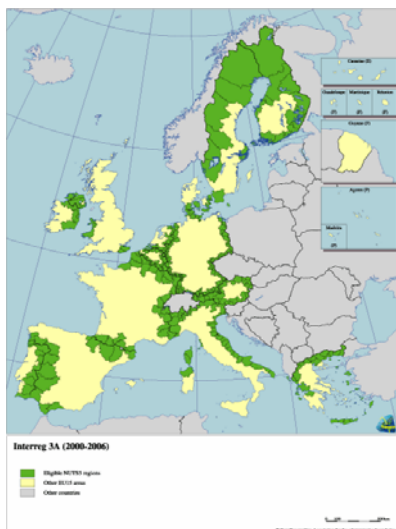 Canarias (E)
Guadeloupe
Martinique
Réunion
(F)
(F)
(F)
Guyane (F)
Açores (P)
Madeira
(P)
Interreg 3A (2000-2006)
Eligible NUTS3 regions
Other EU15 areas
Other countries